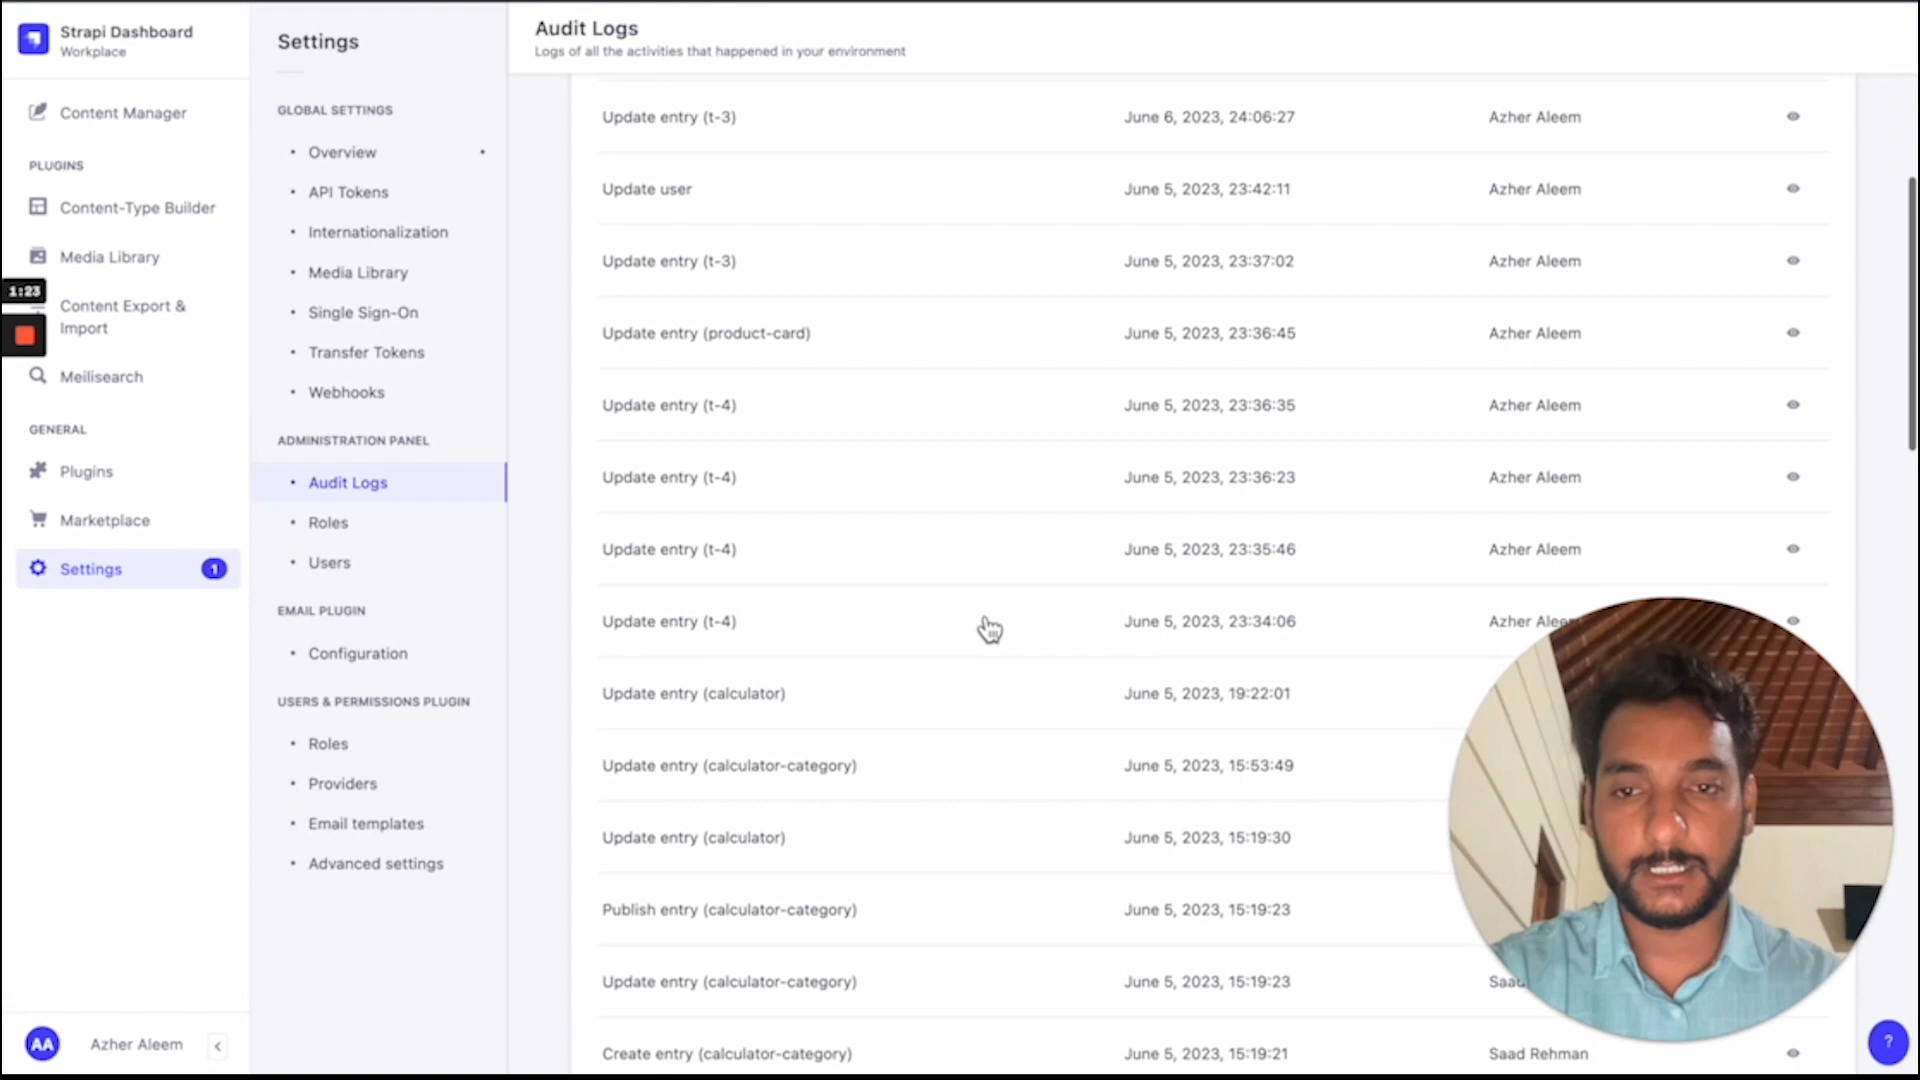 Strapi Dashboard
Workplace
Content Manager
PLUGINS
Content-Type Builder
Media Library
1:23
Content Export &
Import
Meilisearch
GENERAL
Plugins
Marketplace
Settings
1
AA
Azher Aleem
Settings
GLOBAL SETTINGS
Overview
API Tokens
Internationalization
Media Library
Single Sign-On
Transfer Tokens
Webhooks
ADMINISTRATION PANEL
Audit Logs
Roles
Users
EMAIL PLUGIN
Configuration
USERS & PERMISSIONS PLUGIN
Roles
Providers
Email templates
Advanced settings
Audit Logs
Logs of all the activities that happened in your environment
Update entry (t-3) June 6, 2023, 24:06:27 Azher Aleem
Update user June 5, 2023, 23:42:11 Azher Aleem
Update entry (t-3) June 5, 2023, 23:37:02 Azher Aleem
Update entry (product-card) June 5, 2023, 23:36:45 Azher Aleem
Update entry (t-4) June 5, 2023, 23:36:35 Azher Aleem
Update entry (t-4) June 5, 2023, 23:36:23 Azher Aleem
Update entry (t-4) June 5, 2023, 23:35:46 Azher Aleem
Update entry (t-4) June 5, 2023, 23:34:06 Azher
Update entry (calculator) June 5, 2023, 19:22:01
Update entry (calculator-category) June 5, 2023, 15:53:49
Update entry (calculator) June 5, 2023, 15:19:30
Publish entry (calculator-category) June 5, 2023, 15:19:23
Update entry (calculator-category) June 5, 2023, 15:19:23
Create entry (calculator-category) June 5, 2023, 15:19:21 Saad Rehman
?